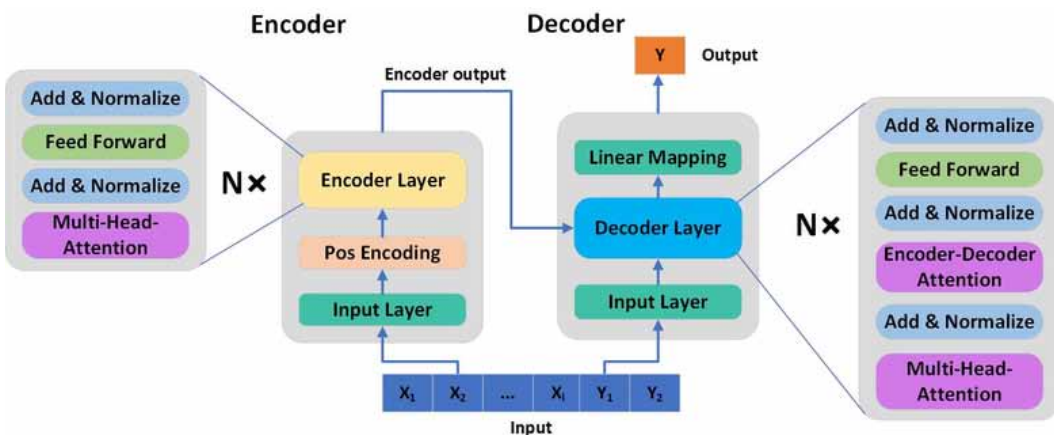 Encoder
Decoder
Add & Normalize
Feed Forward
Add & Normalize
Multi-Head-
Attention
N×
Encoder output
Encoder Layer
Pos Encoding
Input Layer
Y
Output
Linear Mapping
Decoder Layer
Input Layer
N×
Add & Normalize
Feed Forward
Add & Normalize
Encoder-Decoder
Attention
Add & Normalize
Multi-Head-
Attention
X₁ X₂ ... Xᵢ Y₁ Y₂
Input